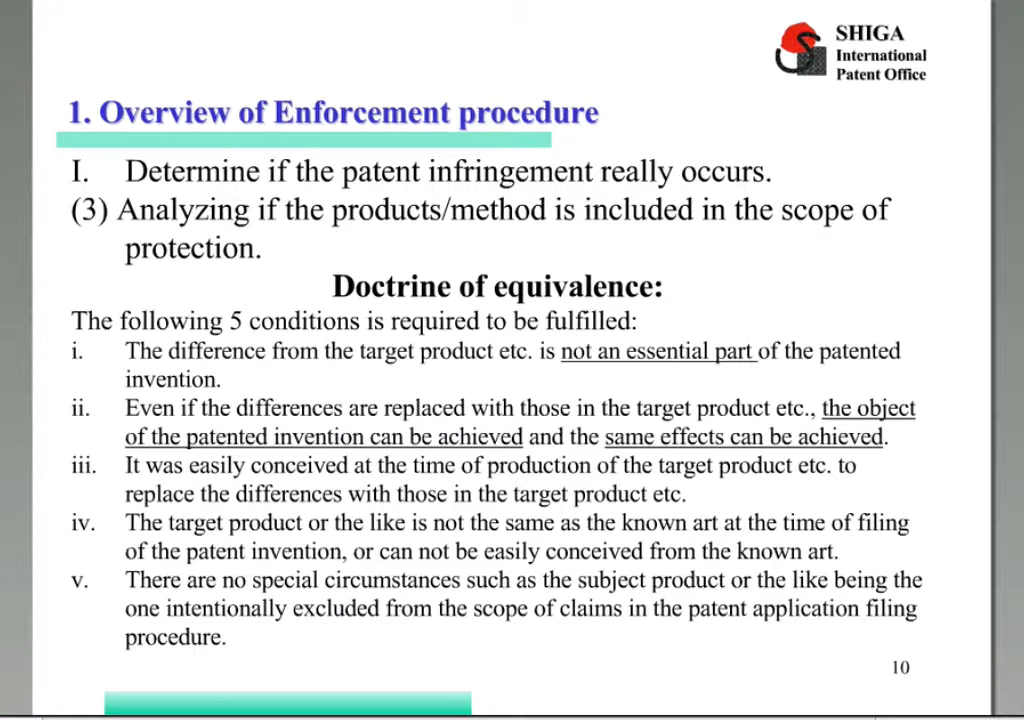 SHIGA
International
Patent Office
1. Overview of Enforcement procedure
I. Determine if the patent infringement really occurs.
(3) Analyzing if the products/method is included in the scope of
protection.
Doctrine of equivalence:
The following 5 conditions is required to be fulfilled:
i. The difference from the target product etc. is not an essential part of the patented
invention.
ii. Even if the differences are replaced with those in the target product etc., the object
of the patented invention can be achieved and the same effects can be achieved.
iii. It was easily conceived at the time of production of the target product etc. to
replace the differences with those in the target product etc.
iv. The target product or the like is not the same as the known art at the time of filing
of the patent invention, or can not be easily conceived from the known art.
v. There are no special circumstances such as the subject product or the like being the
one intentionally excluded from the scope of claims in the patent application filing
procedure.
10